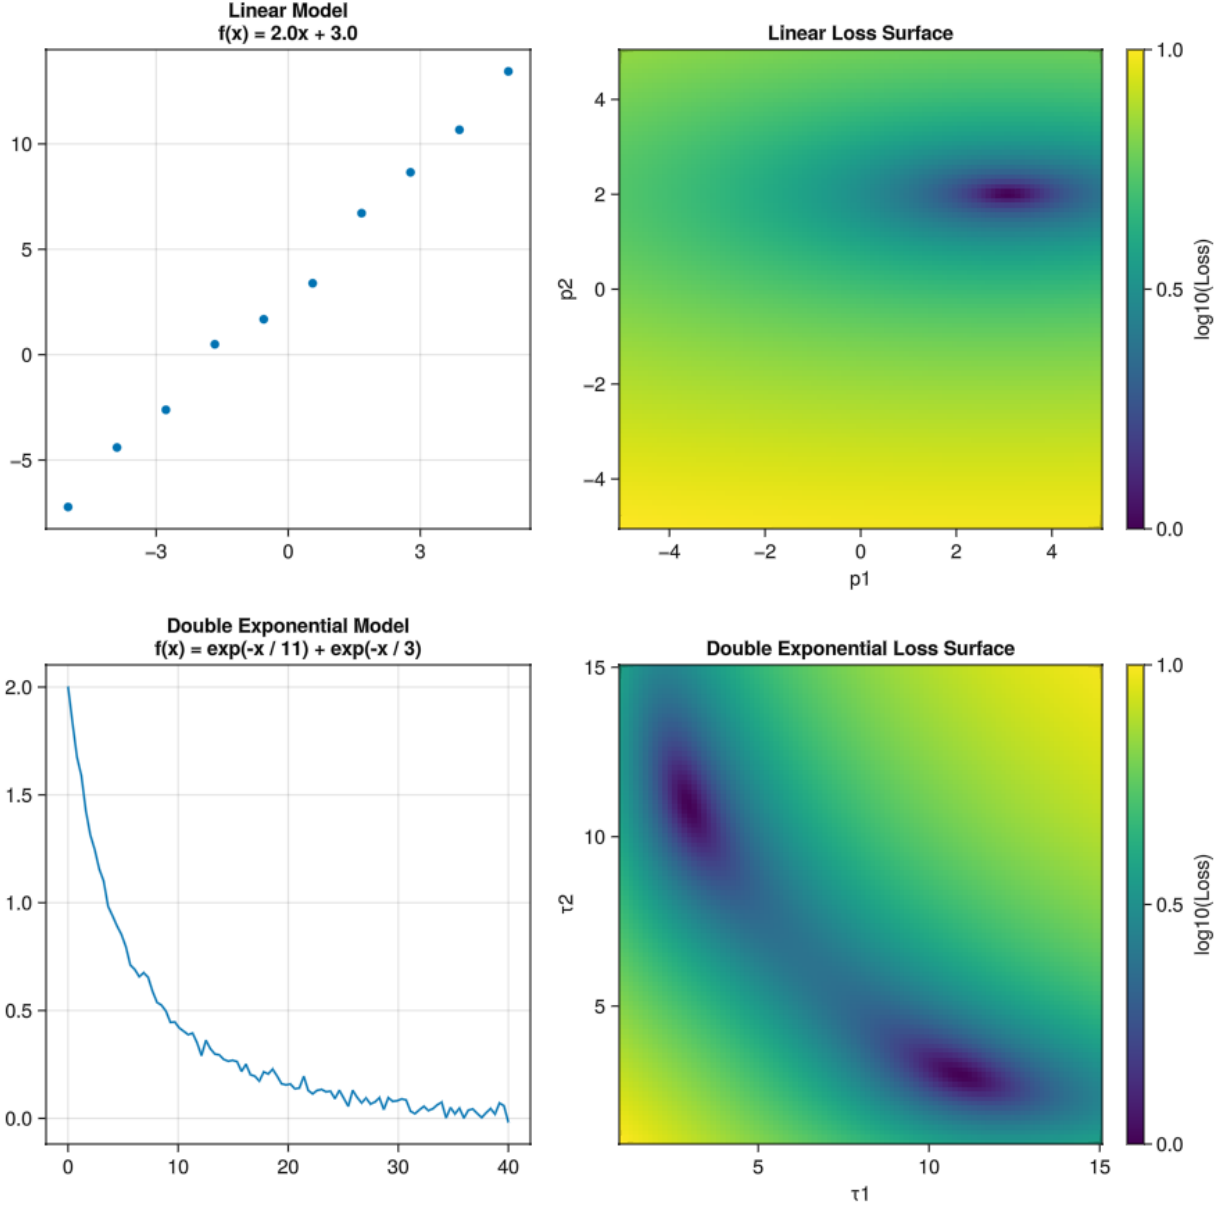 Linear Model
f(x) = 2.0x + 3.0
10
5
0
−5
−3 0 3
Linear Loss Surface
4
2
0
−2
−4
p2
−4 −2 0 2 4
p1
1.0
0.5
0.0
log10(Loss)
Double Exponential Model
f(x) = exp(-x / 11) + exp(-x / 3)
2.0
1.5
1.0
0.5
0.0
0 10 20 30 40
Double Exponential Loss Surface
15
10
5
τ2
5 10 15
τ1
1.0
0.5
0.0
log10(Loss)